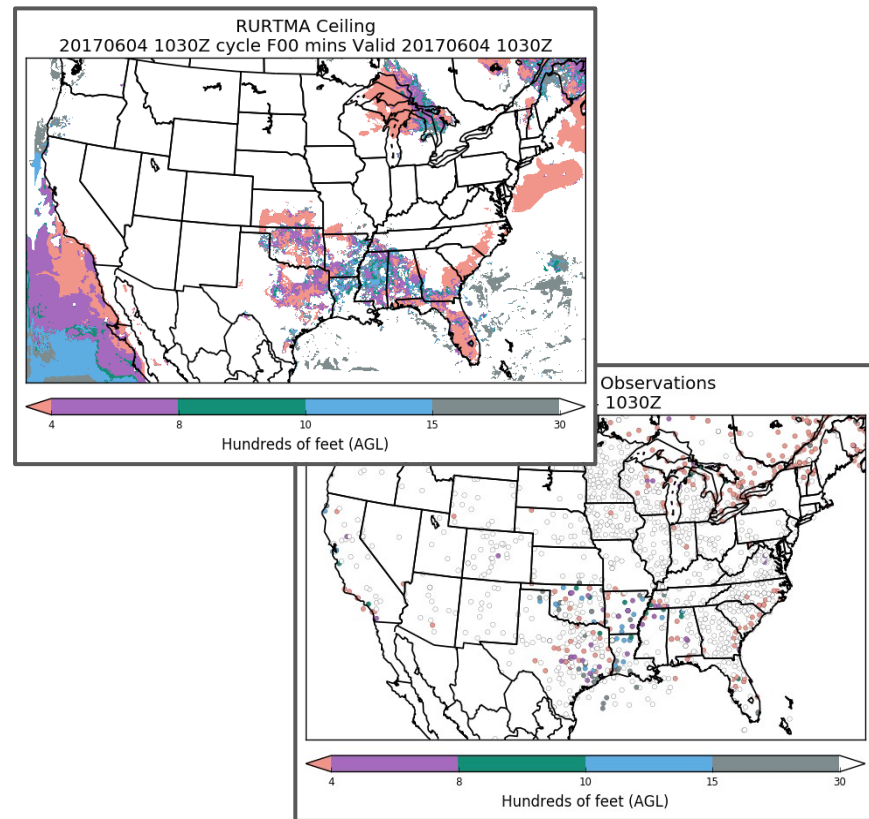 RURTMA Ceiling
20170604 1030Z cycle F00 mins Valid 20170604 1030Z
4 8 10 15 30
Hundreds of feet (AGL)
Observations
1030Z
4 8 10 15 30
Hundreds of feet (AGL)